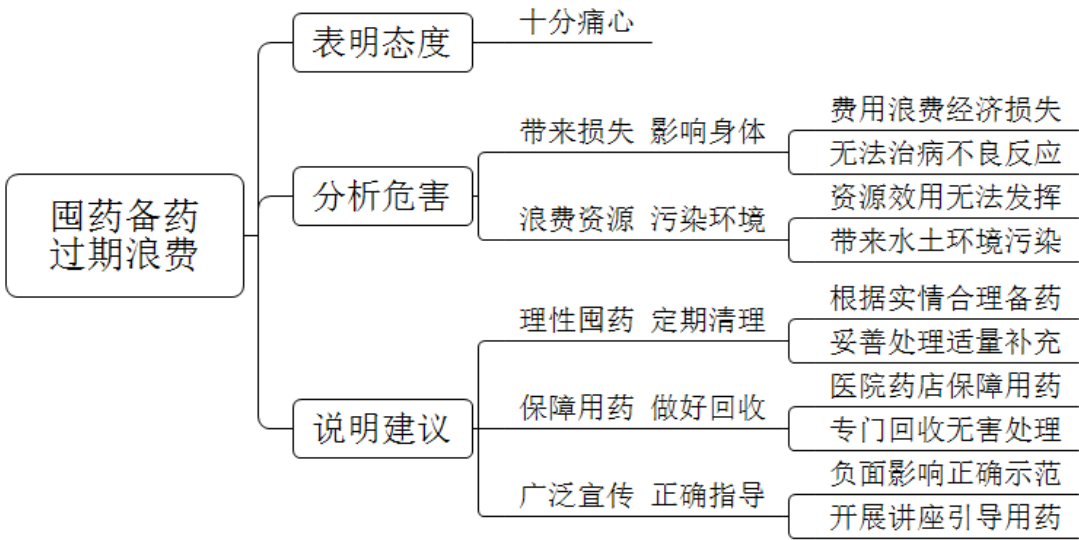 囤药备药
过期浪费
表明态度
十分痛心
分析危害
带来损失 影响身体
费用浪费经济损失
无法治病不良反应
浪费资源 污染环境
资源效用无法发挥
带来水土环境污染
说明建议
理性囤药 定期清理
根据实情合理备药
妥善处理适量补充
保障用药 做好回收
医院药店保障用药
专门回收无害处理
广泛宣传 正确指导
负面影响正确示范
开展讲座引导用药